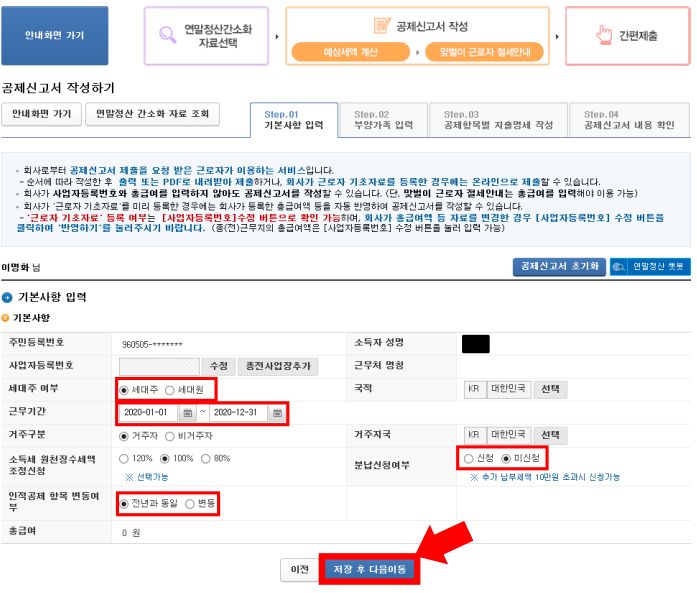 안내화면 가기
연말정산간소화
자료선택
공제신고서 작성
예상세액 계산
맞벌이 근로자 절세안내
간편제출
공제신고서 작성하기
안내화면 가기
연말정산 간소화 자료 조회
Step.01
기본사항 입력
Step.02
부양가족 입력
Step.03
공제항목별 지출명세 작성
Step.04
공제신고서 내용 확인
• 회사로부터 공제신고서 제출을 요청 받은 근로자가 이용하는 서비스입니다.
- 순서에 따라 작성한 후 출력 또는 PDF로 내려받아 제출하거나, 회사가 근로자 기초자료를 등록한 경우에는 온라인으로 제출할 수 있습니다.
• 회사가 사업자등록번호와 총급여를 입력하지 않아도 공제신고서를 작성할 수 있습니다. (단, 맞벌이 근로자 절세안내는 총급여를 입력해야 이용 가능)
• 회사가 '근로자 기초자료'를 미리 등록한 경우에는 회사가 등록한 총급여액 등을 자동 반영하여 공제신고서를 작성할 수 있습니다.
- '근로자 기초자료' 등록 여부는 [사업자등록번호]수정 버튼으로 확인 가능하며, 회사가 총급여액 등 자료를 변경한 경우 [사업자등록번호] 수정 버튼을
클릭하여 '반영하기'를 눌러주시기 바랍니다. (종(전)근무지의 총급여액은 [사업자등록번호] 수정 버튼을 눌러 입력 가능)
이명화 님
공제신고서 초기화
연말정산 챗봇
기본사항 입력
기본사항
주민등록번호
960505-*******
소득자 성명
사업자등록번호
수정
종전사업장추가
근무처 명칭
세대주 여부
세대주 세대원
국적
KR 대한민국 선택
근무기간
2020-01-01 ~ 2020-12-31
거주구분
거주자 비거주자
거주지국
KR 대한민국 선택
소득세 원천징수세액
조정신청
120% 100% 80%
※ 선택가능
분납신청여부
신청 미신청
※ 추가 납부세액 10만원 초과시 신청가능
인적공제 항목 변동여
부
전년과 동일 변동
총급여
0 원
이전
저장 후 다음이동